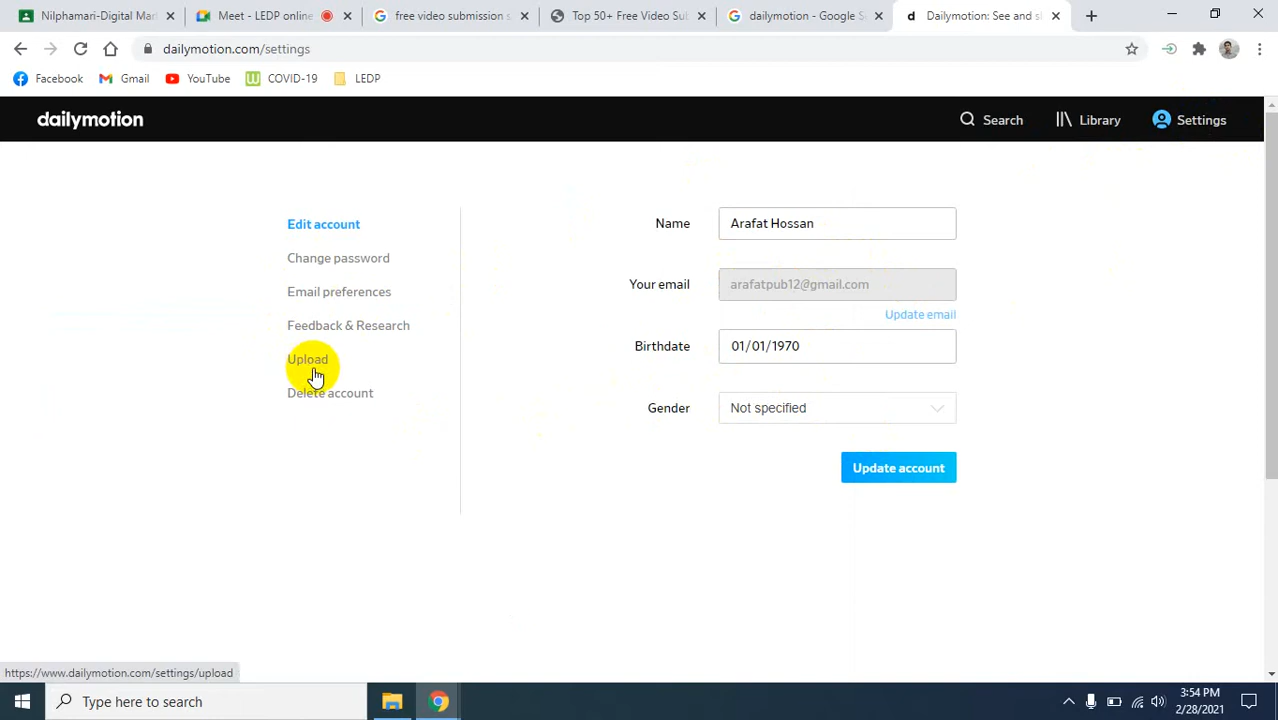 Nilphamari-Digital Mark
Meet - LEDP online
free video submission s
Top 50+ Free Video Sub
dailymotion - Google Se
Dailymotion: See and sh
dailymotion.com/settings
Facebook
Gmail
YouTube
COVID-19
LEDP
dailymotion
Search
Library
Settings
Edit account
Change password
Email preferences
Feedback & Research
Upload
Delete account
Name
Arafat Hossan
Your email
arafatpub12@gmail.com
Update email
Birthdate
01/01/1970
Gender
Not specified
Update account
https://www.dailymotion.com/settings/upload
Type here to search
3:54 PM
2/28/2021